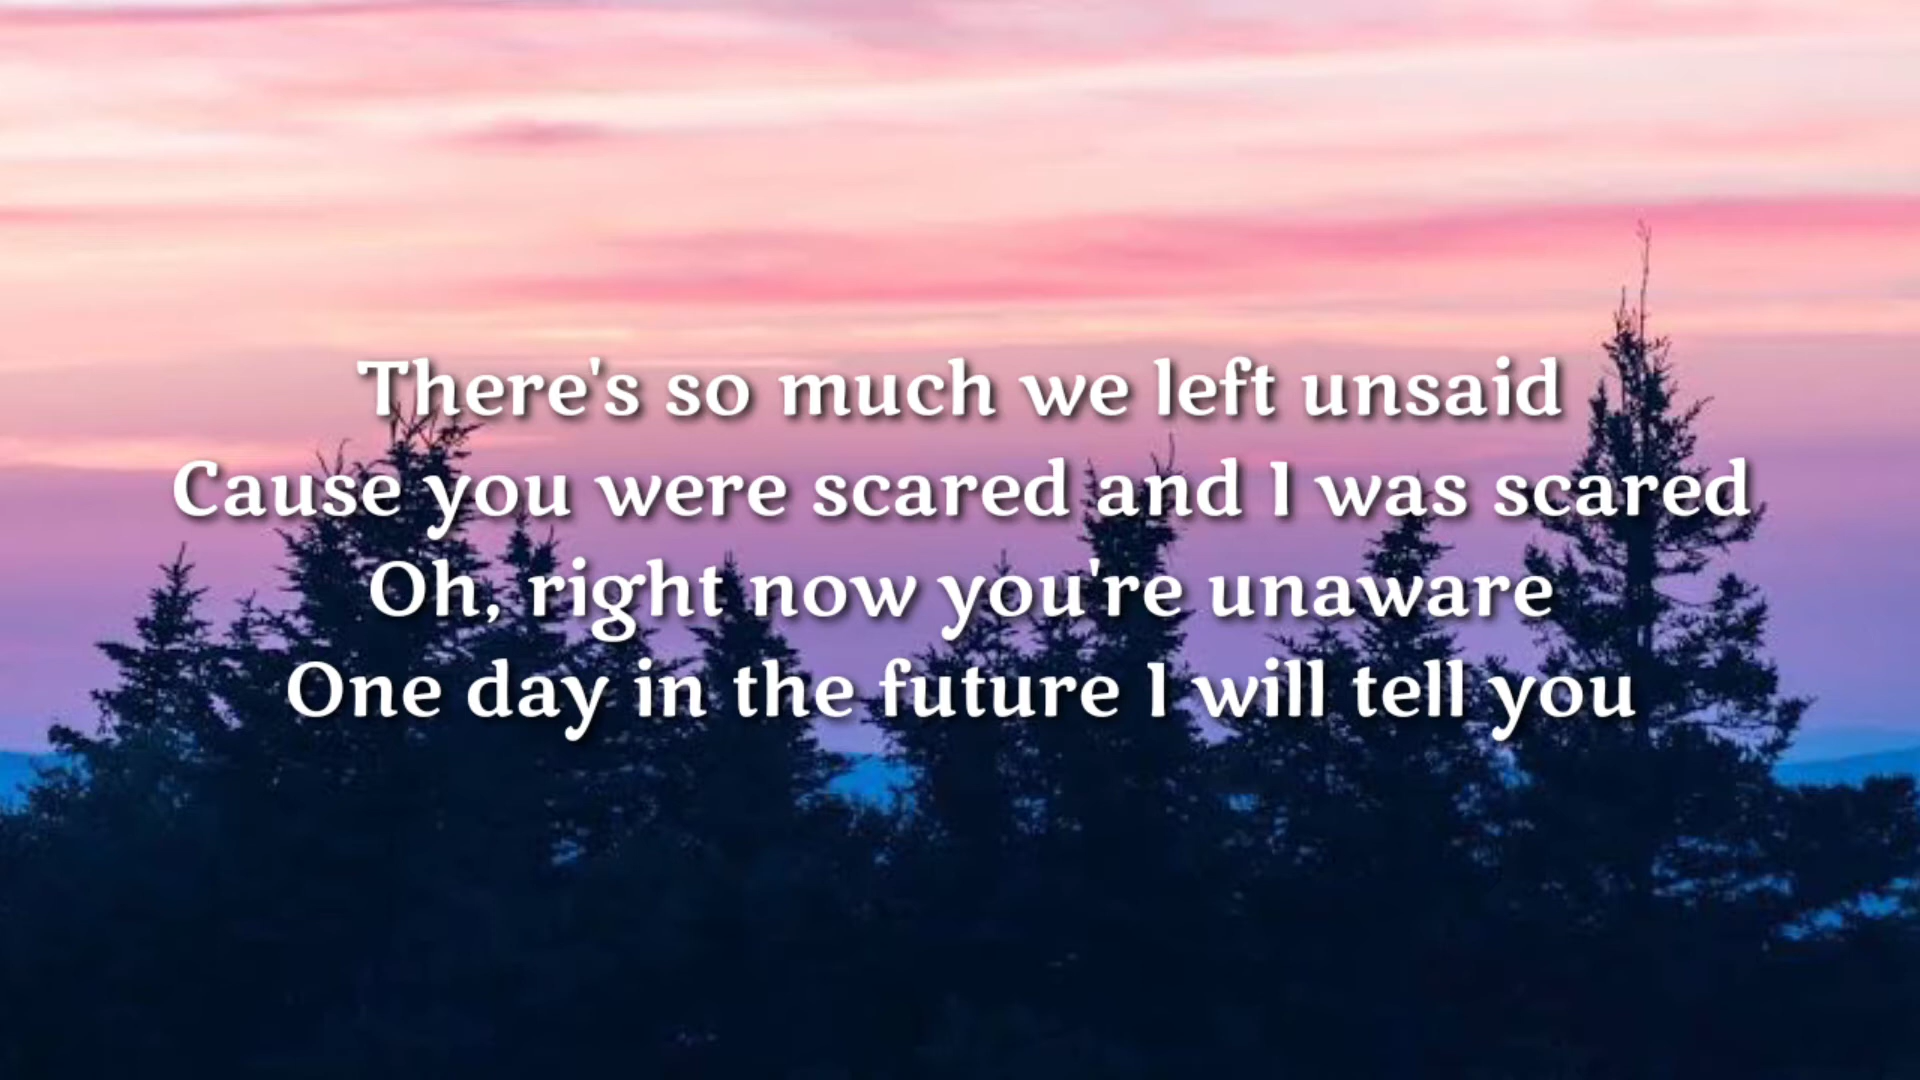 There's so much we left unsaid
Cause you were scared and I was scared
Oh, right now you're unaware
One day in the future I will tell you